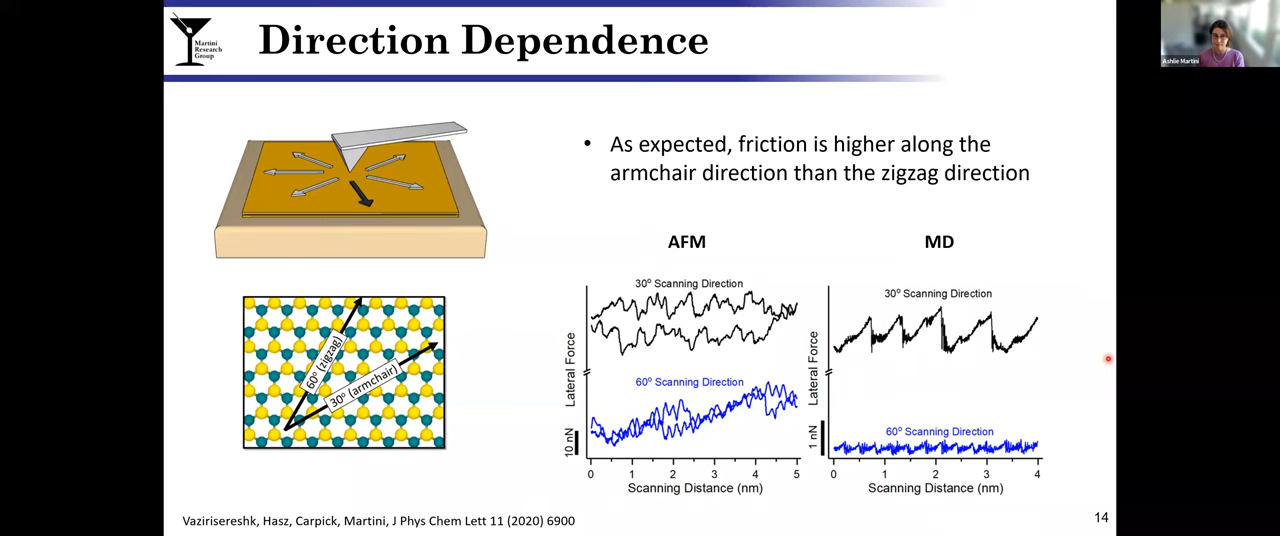 Martini
Research
Group
Direction Dependence
Ashlie Martini
• As expected, friction is higher along the
armchair direction than the zigzag direction
60° (zigzag)
30° (armchair)
AFM
30° Scanning Direction
60° Scanning Direction
Lateral Force
10 nN
0 1 2 3 4 5
Scanning Distance (nm)
MD
30° Scanning Direction
60° Scanning Direction
Lateral Force
1 nN
0 1 2 3 4
Scanning Distance (nm)
Vazirisereshk, Hasz, Carpick, Martini, J Phys Chem Lett 11 (2020) 6900
14